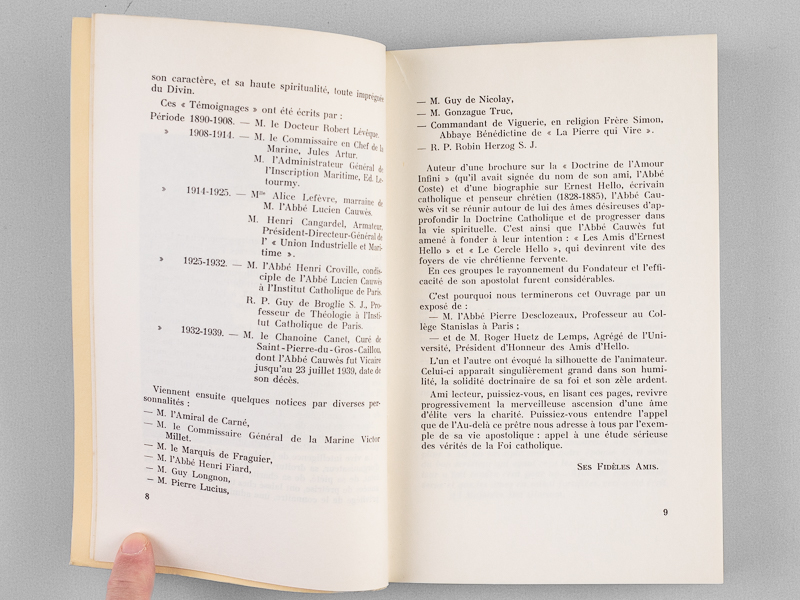 son caractère, et sa haute spiritualité, toute imprégnée
du Divin.
Ces « Témoignages » ont été écrits par :
Période 1890-1908. — M. le Docteur Robert Lévêque.
» 1908-1914. — M. le Commissaire en Chef de la
Marine, Jules Artur.
M. l'Administrateur Général de
l'Inscription Maritime, Ed. Le-
tourmy.
» 1914-1925. — Mlle Alice Lefèvre, marraine de
M. l'Abbé Lucien Cauwès.
M. Henri Cangardel, Armateur,
Président-Directeur-Général de
l' « Union Industrielle et Mari-
time ».
» 1925-1932. — M. l'Abbé Henri Croville, condis-
ciple de l'Abbé Lucien Cauwès
à l'Institut Catholique de Paris.
R. P. Guy de Broglie S. J., Pro-
fesseur de Théologie à l'Insti-
tut Catholique de Paris.
» 1932-1939. — M. le Chanoine Canet, Curé de
Saint-Pierre-du-Gros-Caillou,
dont l'Abbé Cauwès fut Vicaire
jusqu'au 23 juillet 1939, date de
son décès.
Viennent ensuite quelques notices par diverses per-
sonnalités :
— M. l'Amiral de Carné,
— M. le Commissaire Général de la Marine Victor
Millet.
— M. le Marquis de Fraguier,
— M. l'Abbé Henri Fiard,
— M. Guy Longnon,
— M. Pierre Lucius,
8
— M. Guy de Nicolay,
— M. Gonzague Truc,
— Commandant de Viguerie, en religion Frère Simon,
Abbaye Bénédictine de « La Pierre qui Vire ».
— R. P. Robin Herzog S. J.
Auteur d'une brochure sur la « Doctrine de l'Amour
Infini » (qu'il avait signée du nom de son ami, l'Abbé
Coste) et d'une biographie sur Ernest Hello, écrivain
catholique et penseur chrétien (1828-1885), l'Abbé Cau-
wès vit se réunir autour de lui des âmes désireuses d'ap-
profondir la Doctrine Catholique et de progresser dans
la vie spirituelle. C'est ainsi que l'Abbé Cauwès fut
amené à fonder à leur intention : « Les Amis d'Ernest
Hello » et « Le Cercle Hello », qui devinrent vite des
foyers de vie chrétienne fervente.
En ces groupes le rayonnement du Fondateur et l'effi-
cacité de son apostolat furent considérables.
C'est pourquoi nous terminerons cet Ouvrage par un
exposé de :
— M. l'Abbé Pierre Desclozeaux, Professeur au Col-
lège Stanislas à Paris ;
— et de M. Roger Huetz de Lemps, Agrégé de l'Uni-
versité, Président d'Honneur des Amis d'Hello.
L'un et l'autre ont évoqué la silhouette de l'animateur.
Celui-ci apparait singulièrement grand dans son humi-
lité, la solidité doctrinaire de sa foi et son zèle ardent.
Ami lecteur, puissiez-vous, en lisant ces pages, revivre
progressivement la merveilleuse ascension d'une âme
d'élite vers la charité. Puissiez-vous entendre l'appel
que de l'Au-delà ce prêtre nous adresse à tous par l'exem-
ple de sa vie apostolique : appel à une étude sérieuse
des vérités de la Foi catholique.
Ses Fidèles Amis.
9